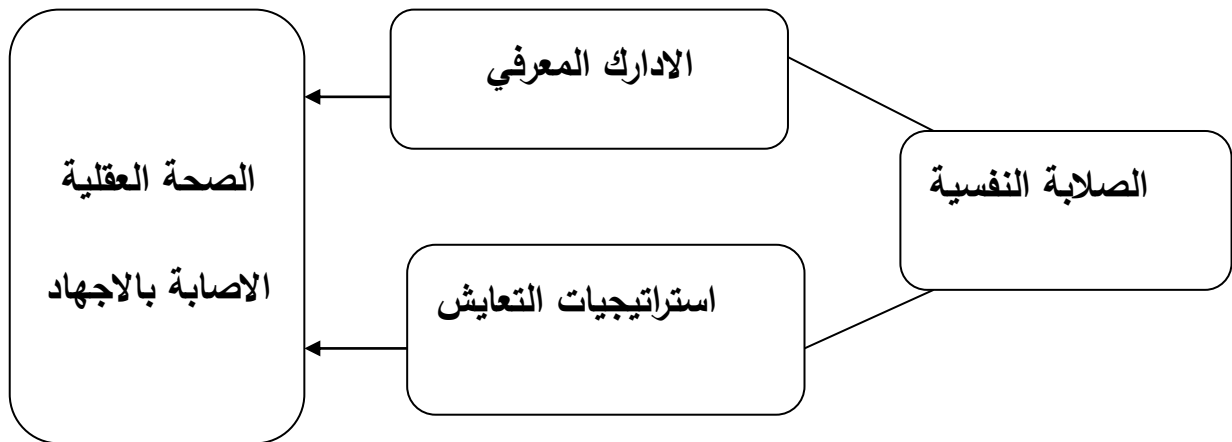 الصلابة النفسية
الادارك المعرفي
استراتيجيات التعايش
الصحة العقلية
الاصابة بالاجهاد